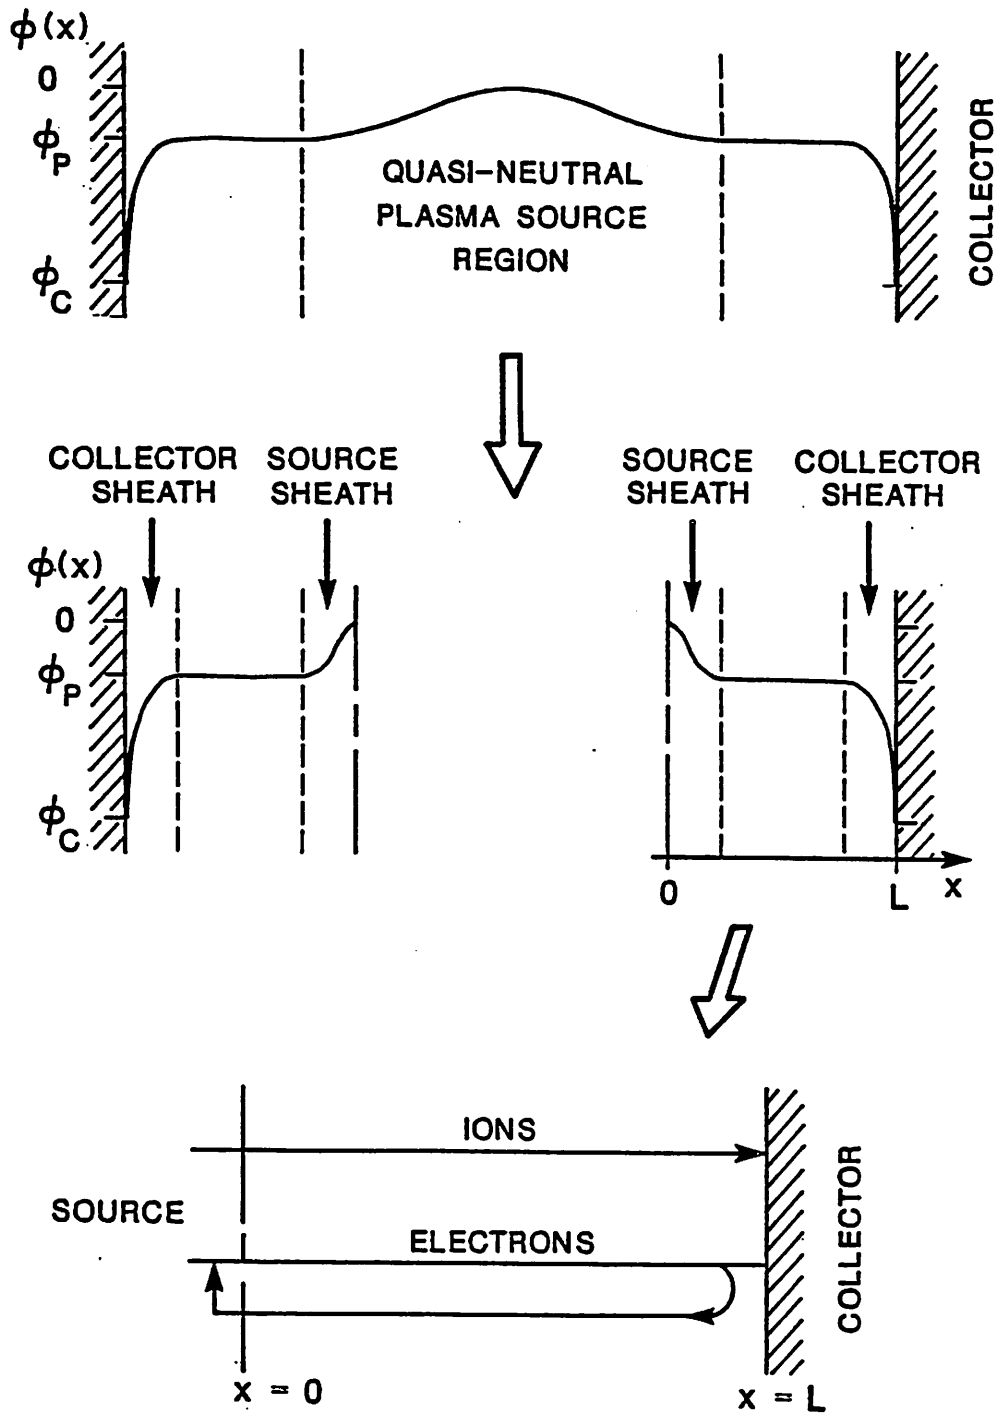 ϕ(x)
0
ϕP
ϕC
QUASI-NEUTRAL
PLASMA SOURCE
REGION
COLLECTOR
COLLECTOR
SHEATH
SOURCE
SHEATH
SOURCE
SHEATH
COLLECTOR
SHEATH
ϕ(x)
0
ϕP
ϕC
0
L
x
IONS
SOURCE
ELECTRONS
COLLECTOR
x = 0
x = L